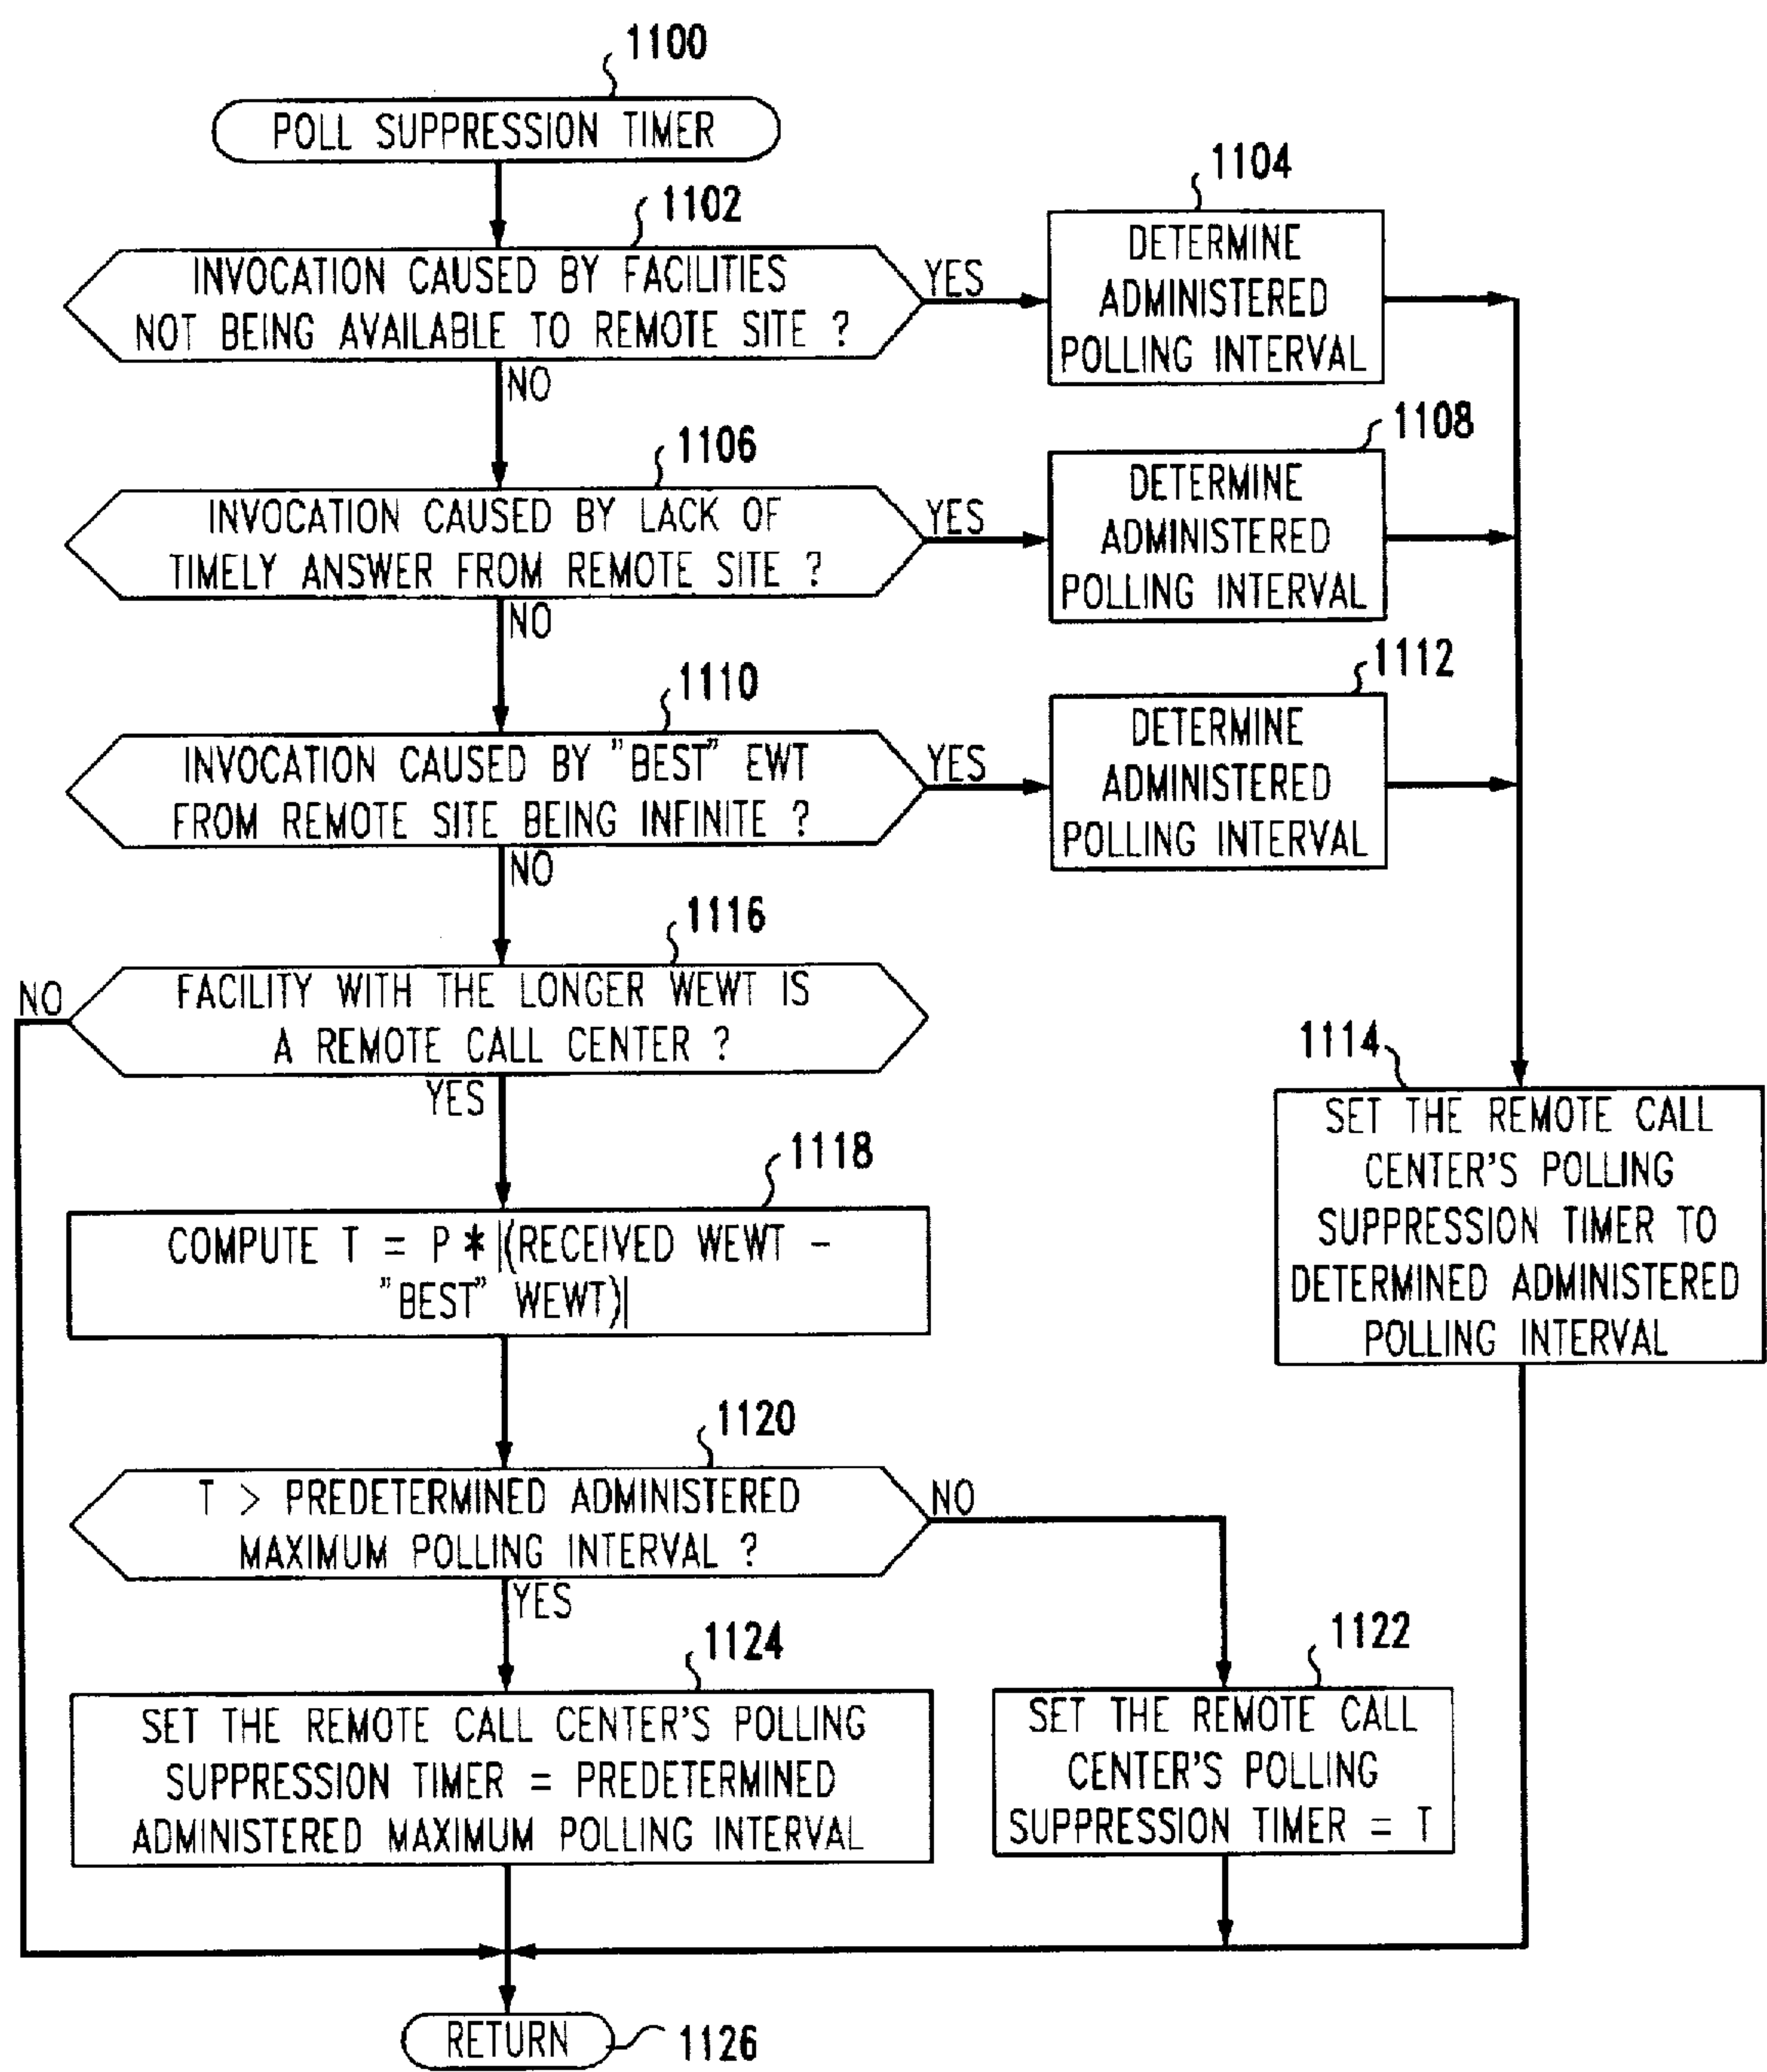 1100
POLL SUPPRESSION TIMER
1102
INVOCATION CAUSED BY FACILITIES
NOT BEING AVAILABLE TO REMOTE SITE ?
YES
NO
1104
DETERMINE
ADMINISTERED
POLLING INTERVAL
1106
INVOCATION CAUSED BY LACK OF
TIMELY ANSWER FROM REMOTE SITE ?
YES
NO
1108
DETERMINE
ADMINISTERED
POLLING INTERVAL
1110
INVOCATION CAUSED BY "BEST" EWT
FROM REMOTE SITE BEING INFINITE ?
YES
NO
1112
DETERMINE
ADMINISTERED
POLLING INTERVAL
1116
FACILITY WITH THE LONGER WEWT IS
A REMOTE CALL CENTER ?
NO
YES
1114
SET THE REMOTE CALL
CENTER'S POLLING
SUPPRESSION TIMER TO
DETERMINED ADMINISTERED
POLLING INTERVAL
1118
COMPUTE T = P * |(RECEIVED WEWT –
"BEST" WEWT)|
1120
T > PREDETERMINED ADMINISTERED
MAXIMUM POLLING INTERVAL ?
NO
YES
1124
SET THE REMOTE CALL CENTER'S POLLING
SUPPRESSION TIMER = PREDETERMINED
ADMINISTERED MAXIMUM POLLING INTERVAL
1122
SET THE REMOTE CALL
CENTER'S POLLING
SUPPRESSION TIMER = T
RETURN
1126